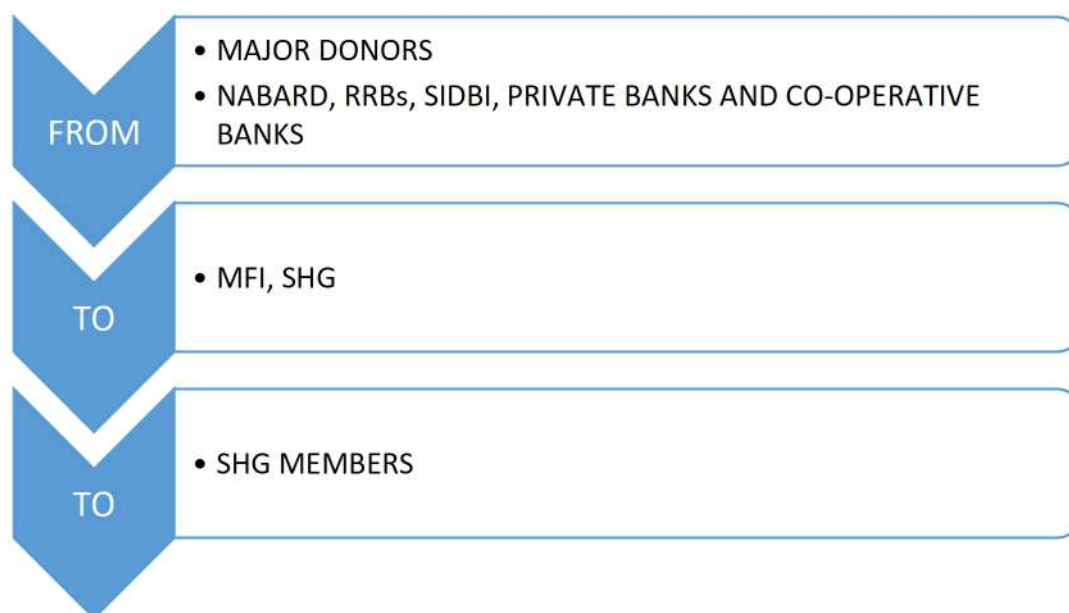 FROM
• MAJOR DONORS
• NABARD, RRBs, SIDBI, PRIVATE BANKS AND CO-OPERATIVE
BANKS
TO
• MFI, SHG
TO
• SHG MEMBERS